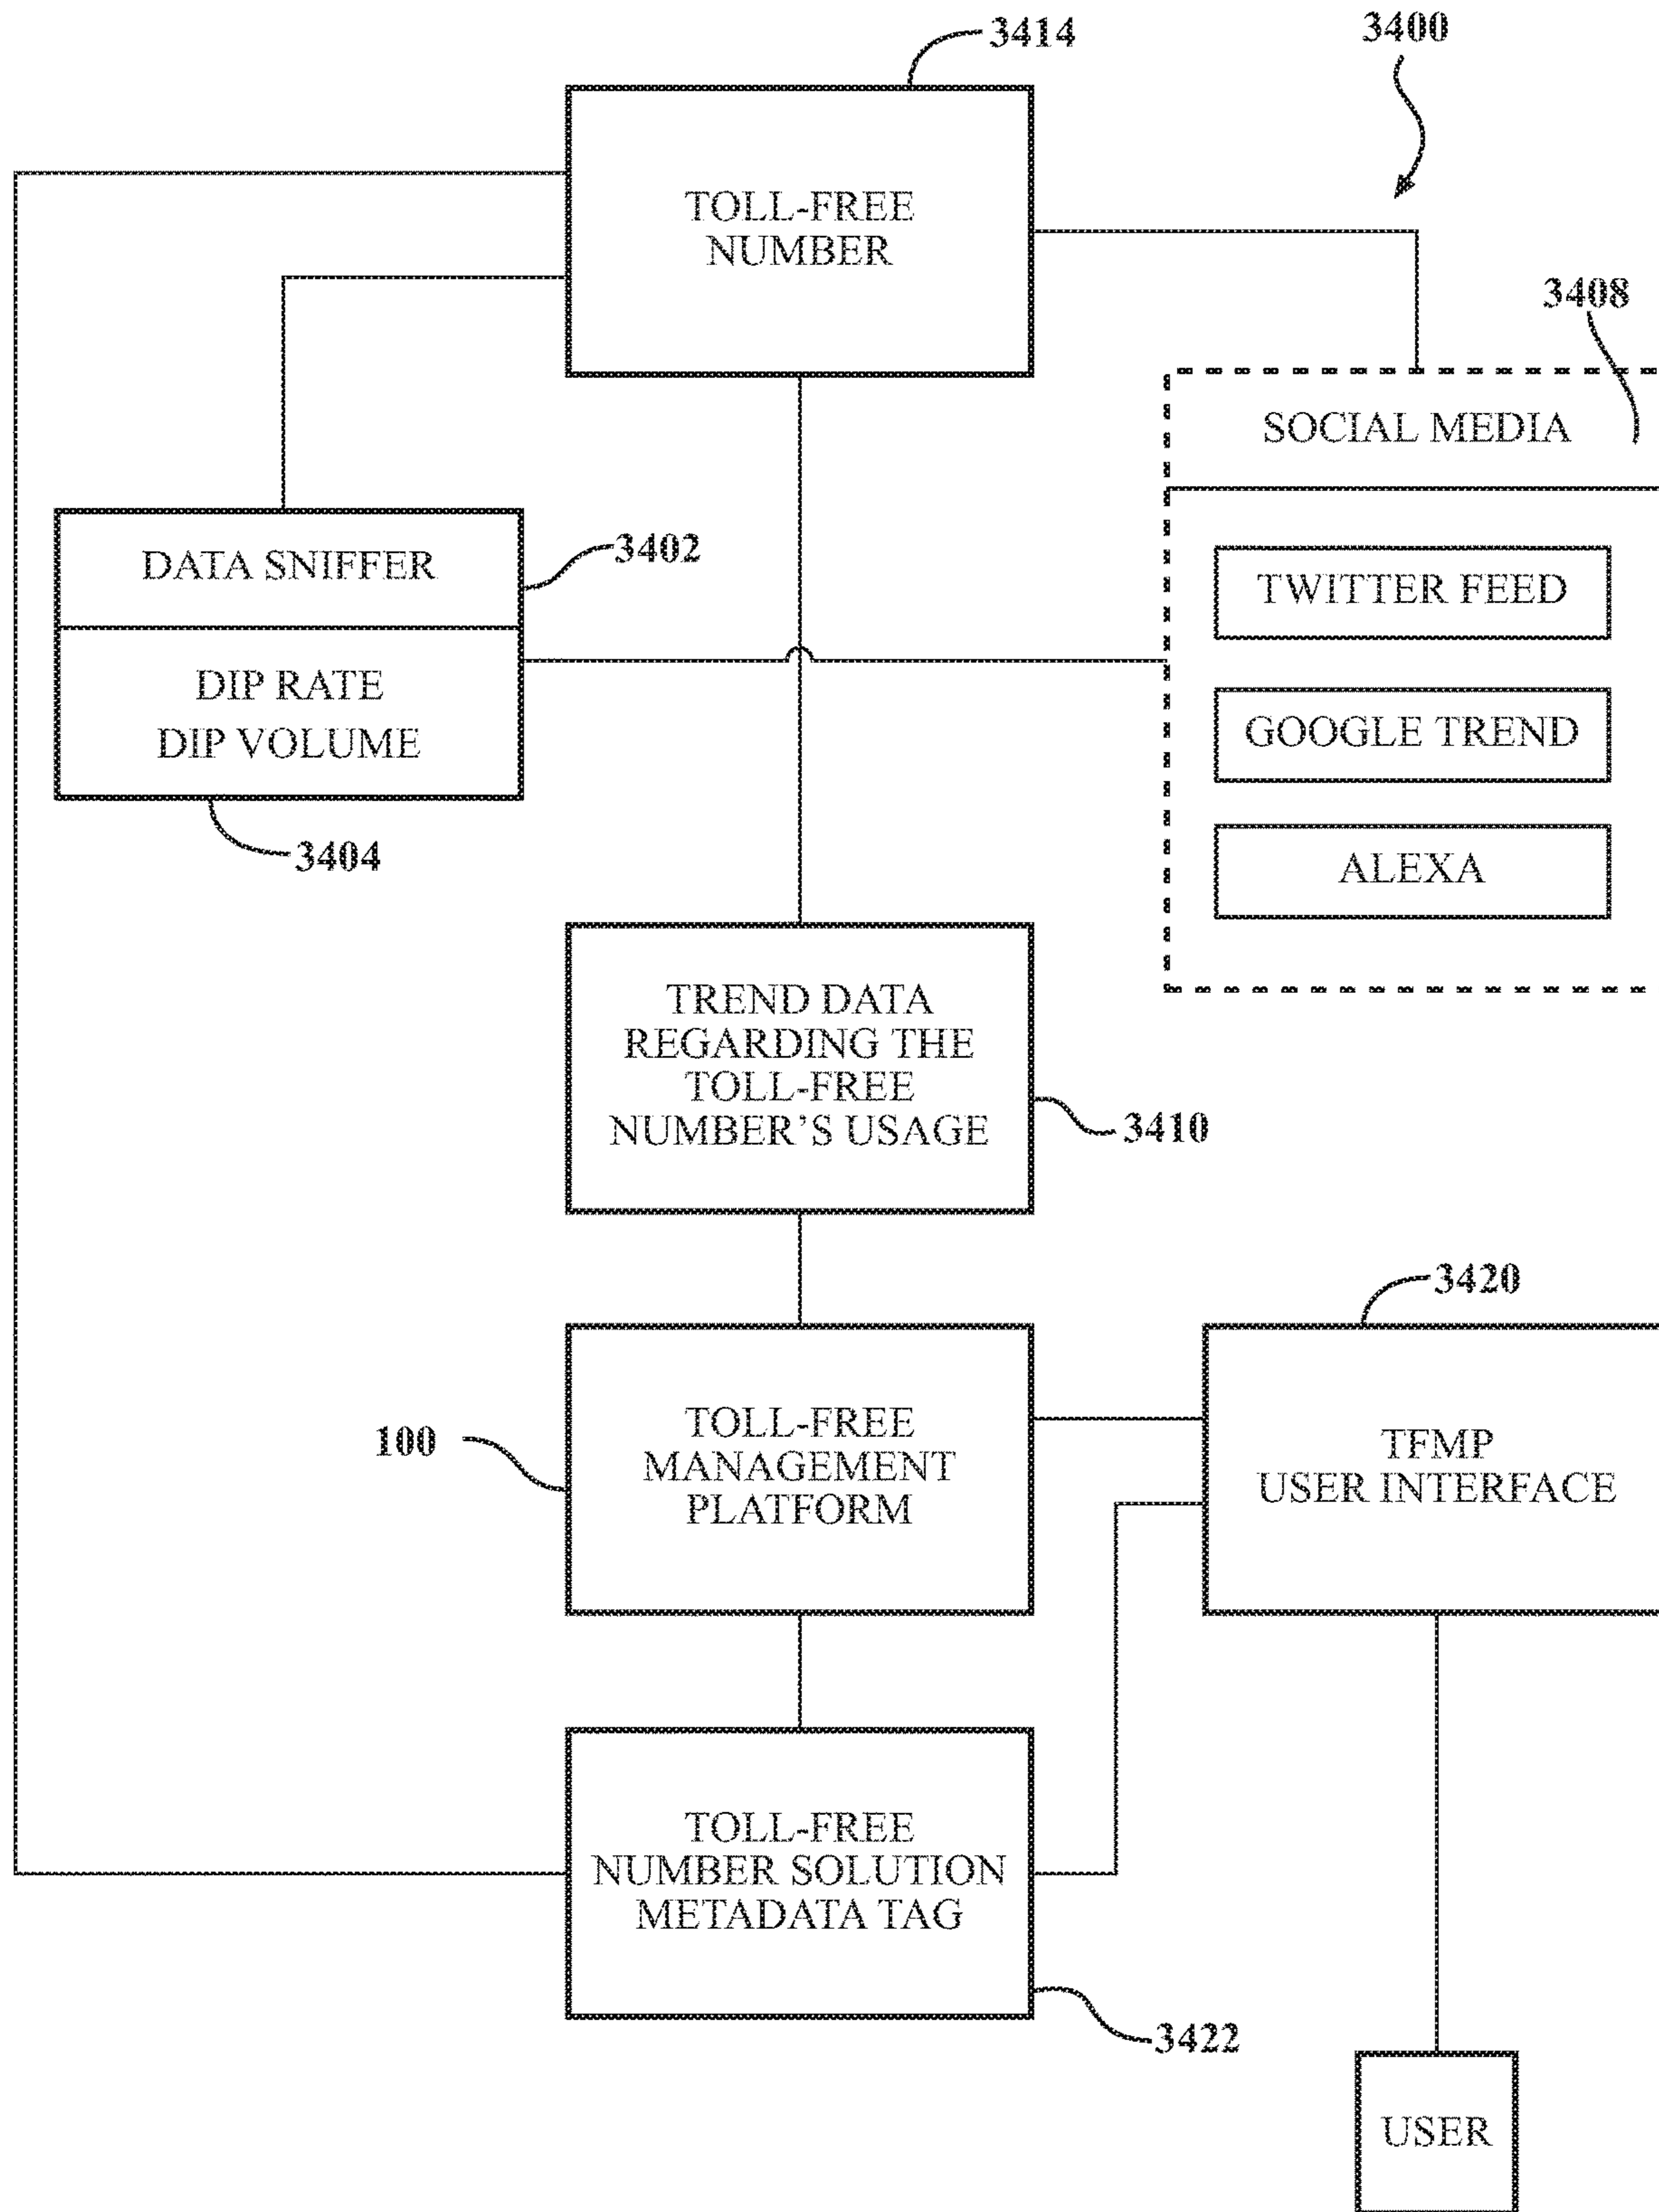 3414
3400
TOLL-FREE
NUMBER
3408
SOCIAL MEDIA
DATA SNIFFER
3402
TWITTER FEED
DIP RATE
DIP VOLUME
GOOGLE TREND
3404
ALEXA
TREND DATA
REGARDING THE
TOLL-FREE
NUMBER'S USAGE
3410
3420
100
TOLL-FREE
MANAGEMENT
PLATFORM
TFMP
USER INTERFACE
TOLL-FREE
NUMBER SOLUTION
METADATA TAG
3422
USER